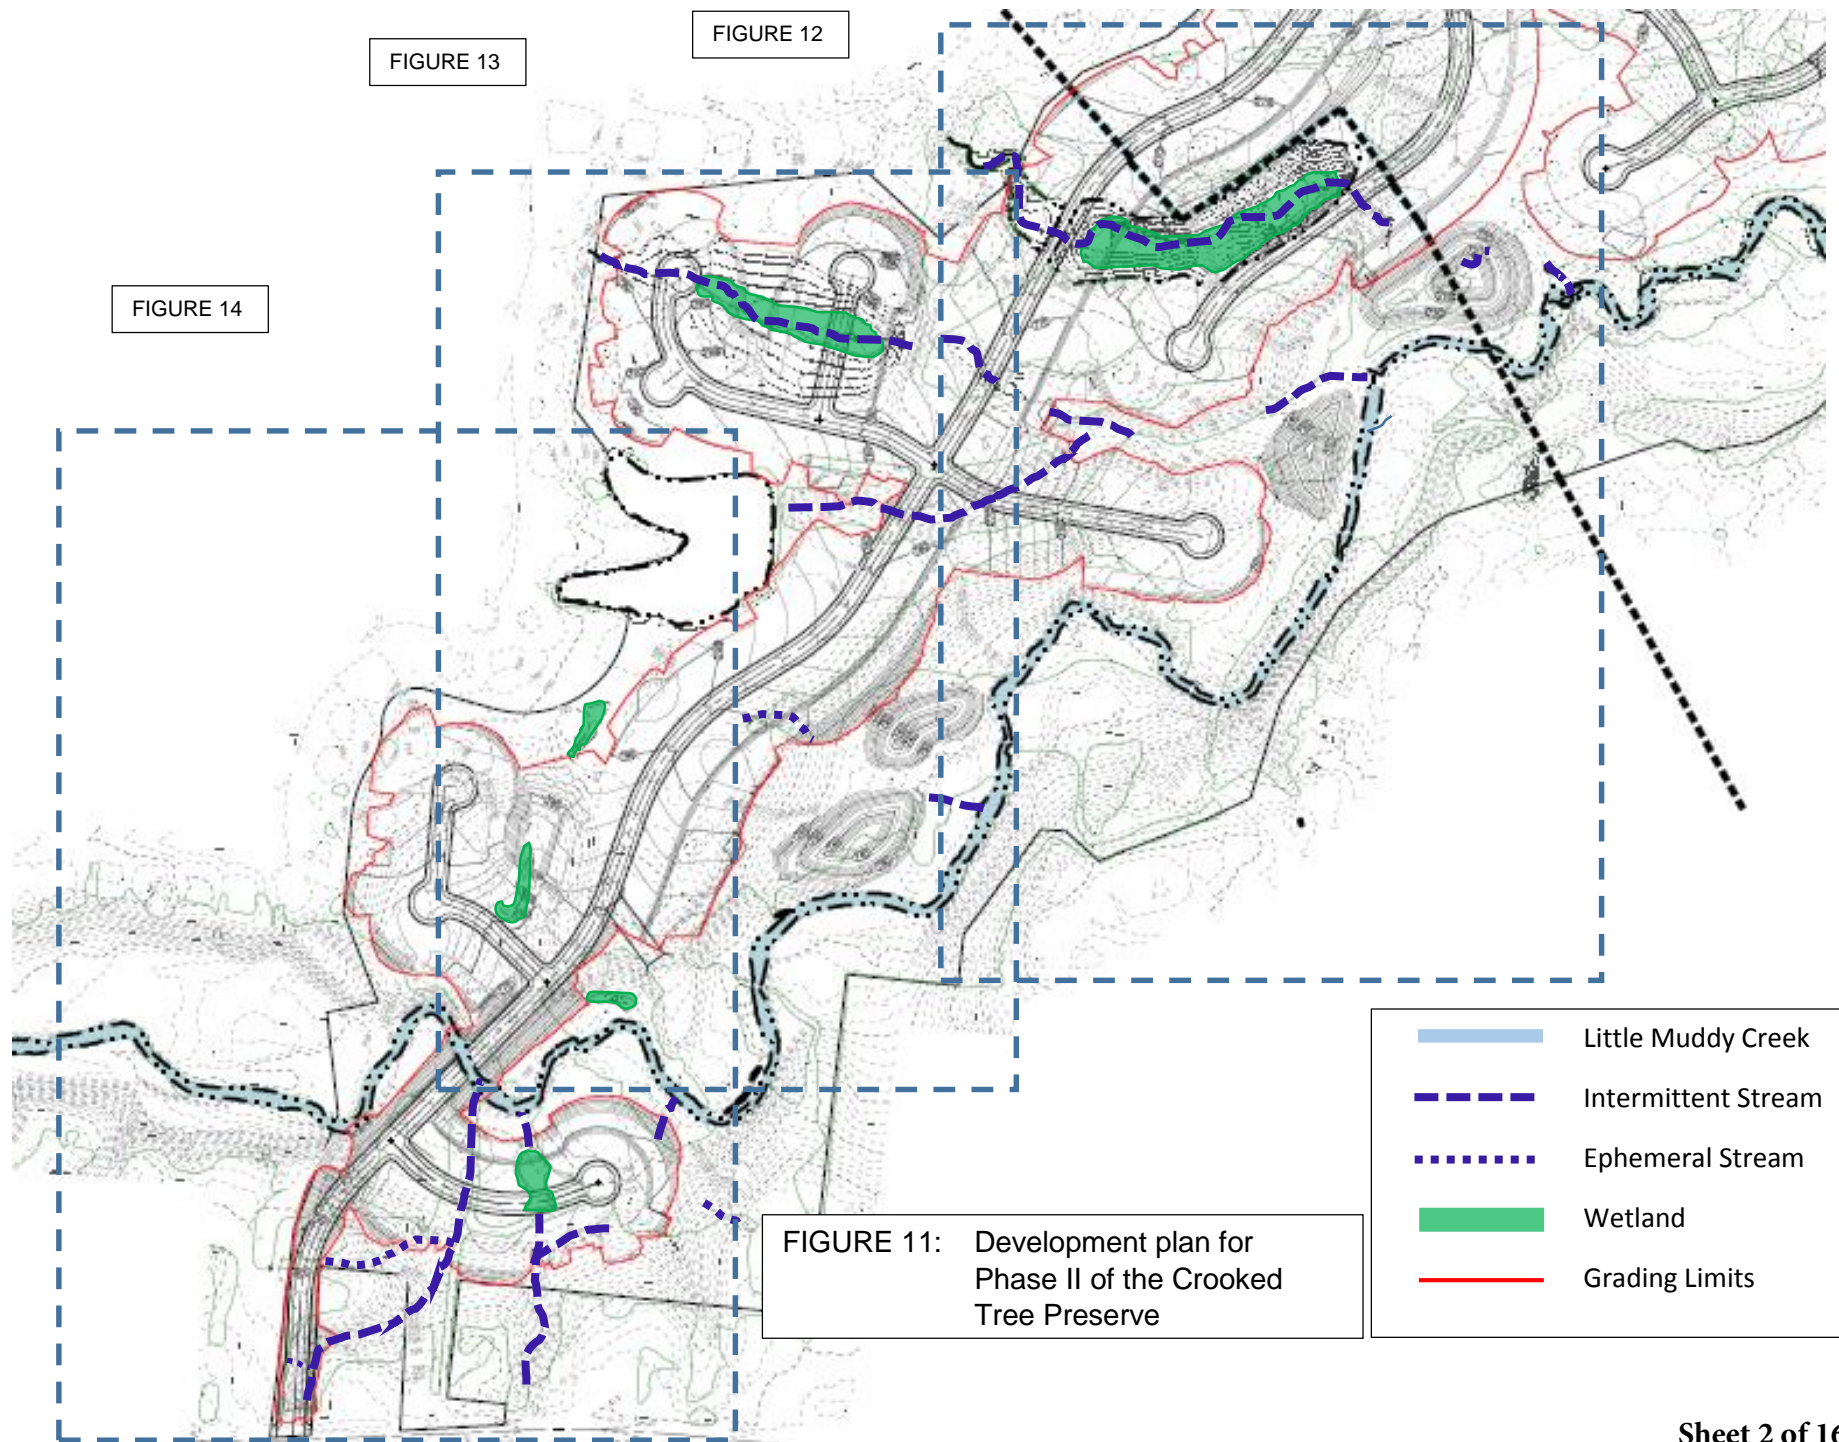 FIGURE 12
FIGURE 13
FIGURE 14
Little Muddy Creek
Intermittent Stream
Ephemeral Stream
Wetland
Grading Limits
FIGURE 11: Development plan for
Phase II of the Crooked
Tree Preserve
Sheet 2 of 16